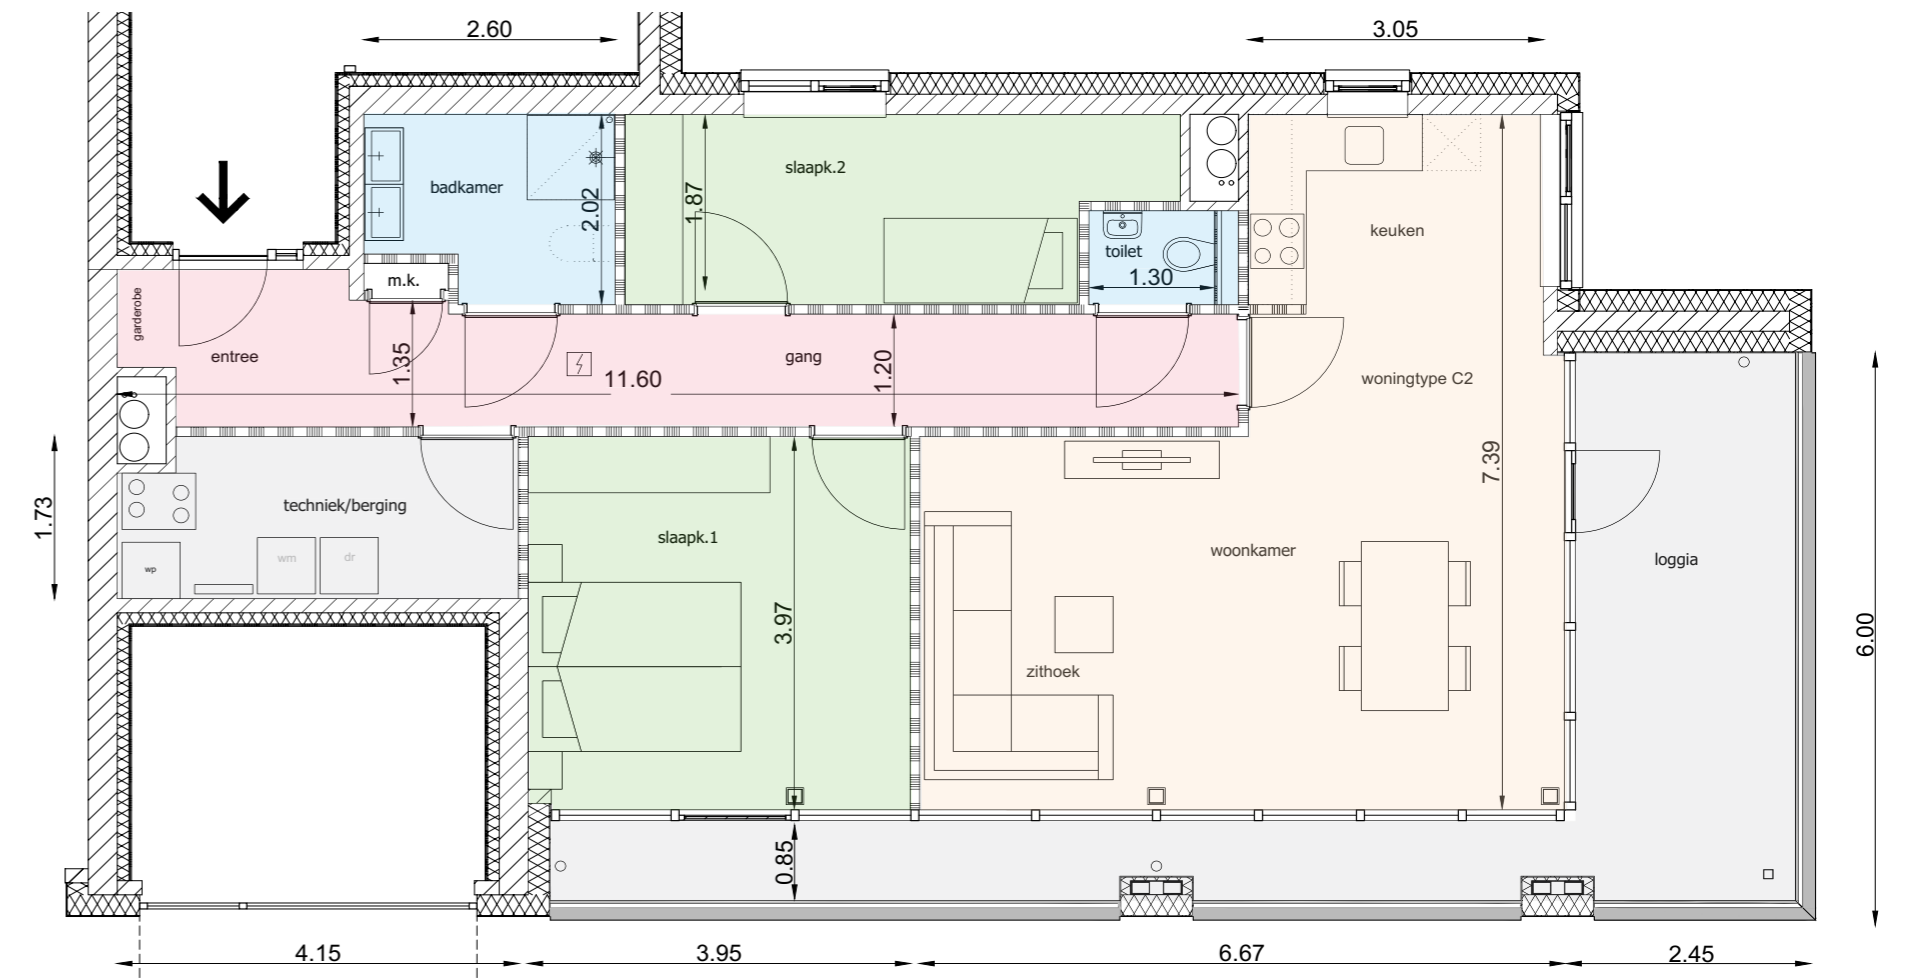 2.60
3.05
badkamer
2.02
1.87
slaapk.2
toilet
1.30
keuken
m.k.
garderobe
entree
1.35
11.60
gang
1.20
woningtype C2
7.39
1.73
techniek/berging
wp
wm
dr
slaapk.1
3.97
woonkamer
zithoek
loggia
6.00
0.85
4.15
3.95
6.67
2.45